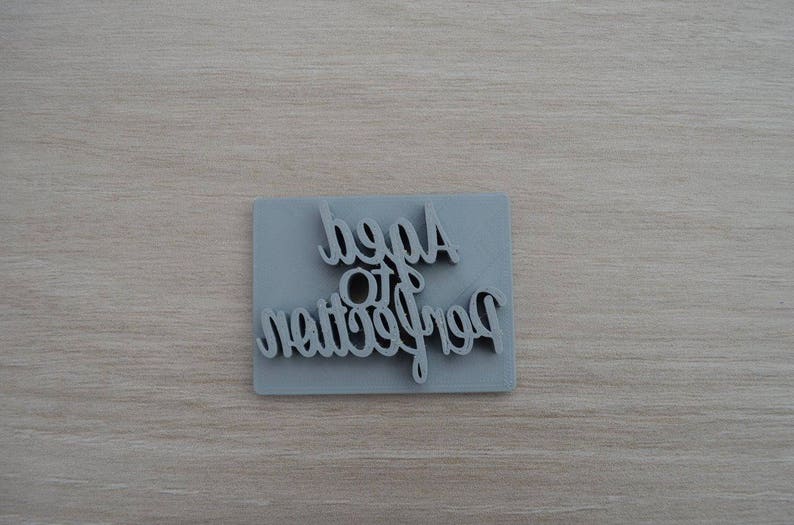 Aged
to
Perfection